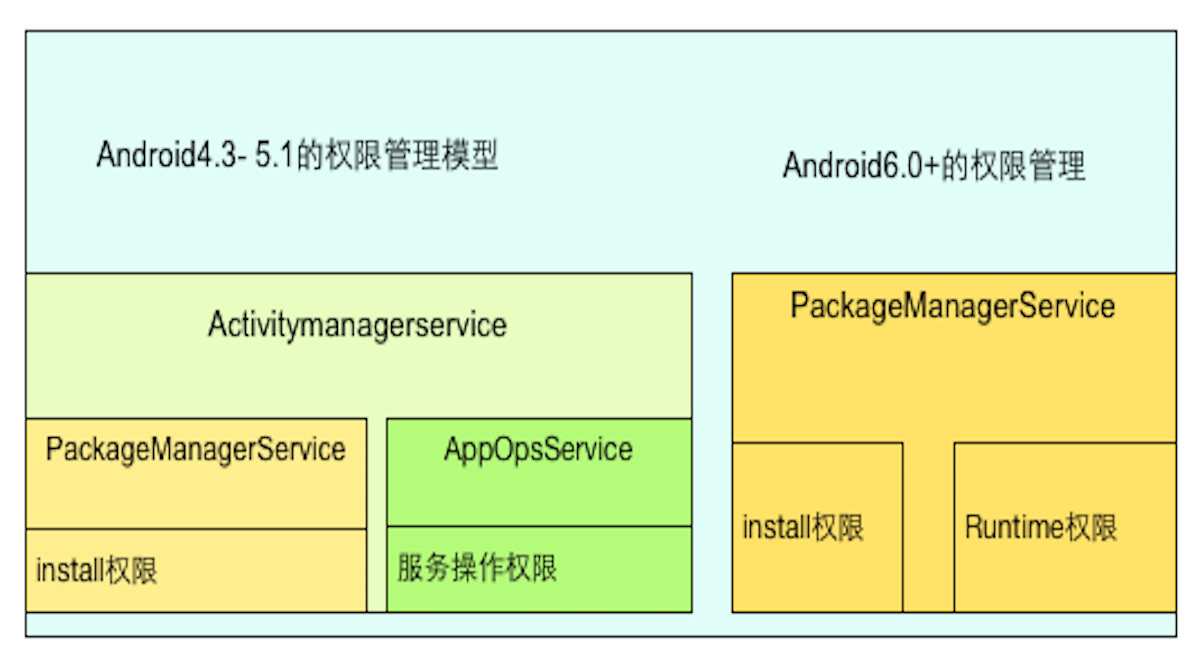 Android4.3- 5.1的权限管理模型
Android6.0+的权限管理
Activitymanagerservice
PackageManagerService
AppOpsService
install权限
服务操作权限
PackageManagerService
install权限
Runtime权限